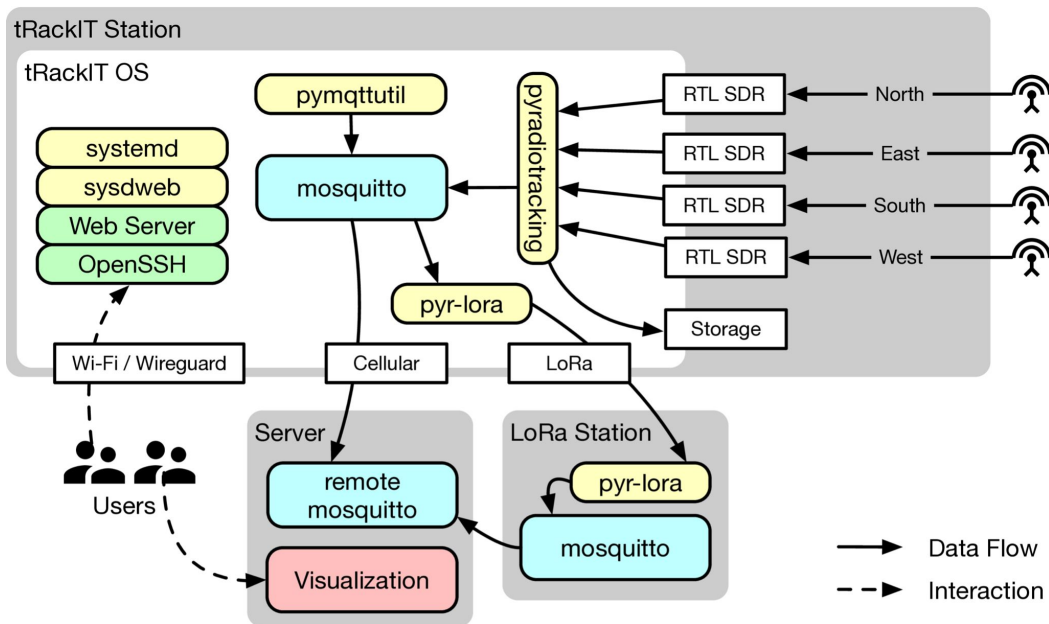 tRackIT Station
tRackIT OS
pymqttutil
pyradiotracking
RTL SDR
North
systemd
RTL SDR
East
sysdweb
mosquitto
RTL SDR
South
Web Server
OpenSSH
RTL SDR
West
pyr-lora
Storage
Wi-Fi / Wireguard
Cellular
LoRa
Server
LoRa Station
remote
mosquitto
pyr-lora
Users
mosquitto
Visualization
Data Flow
Interaction